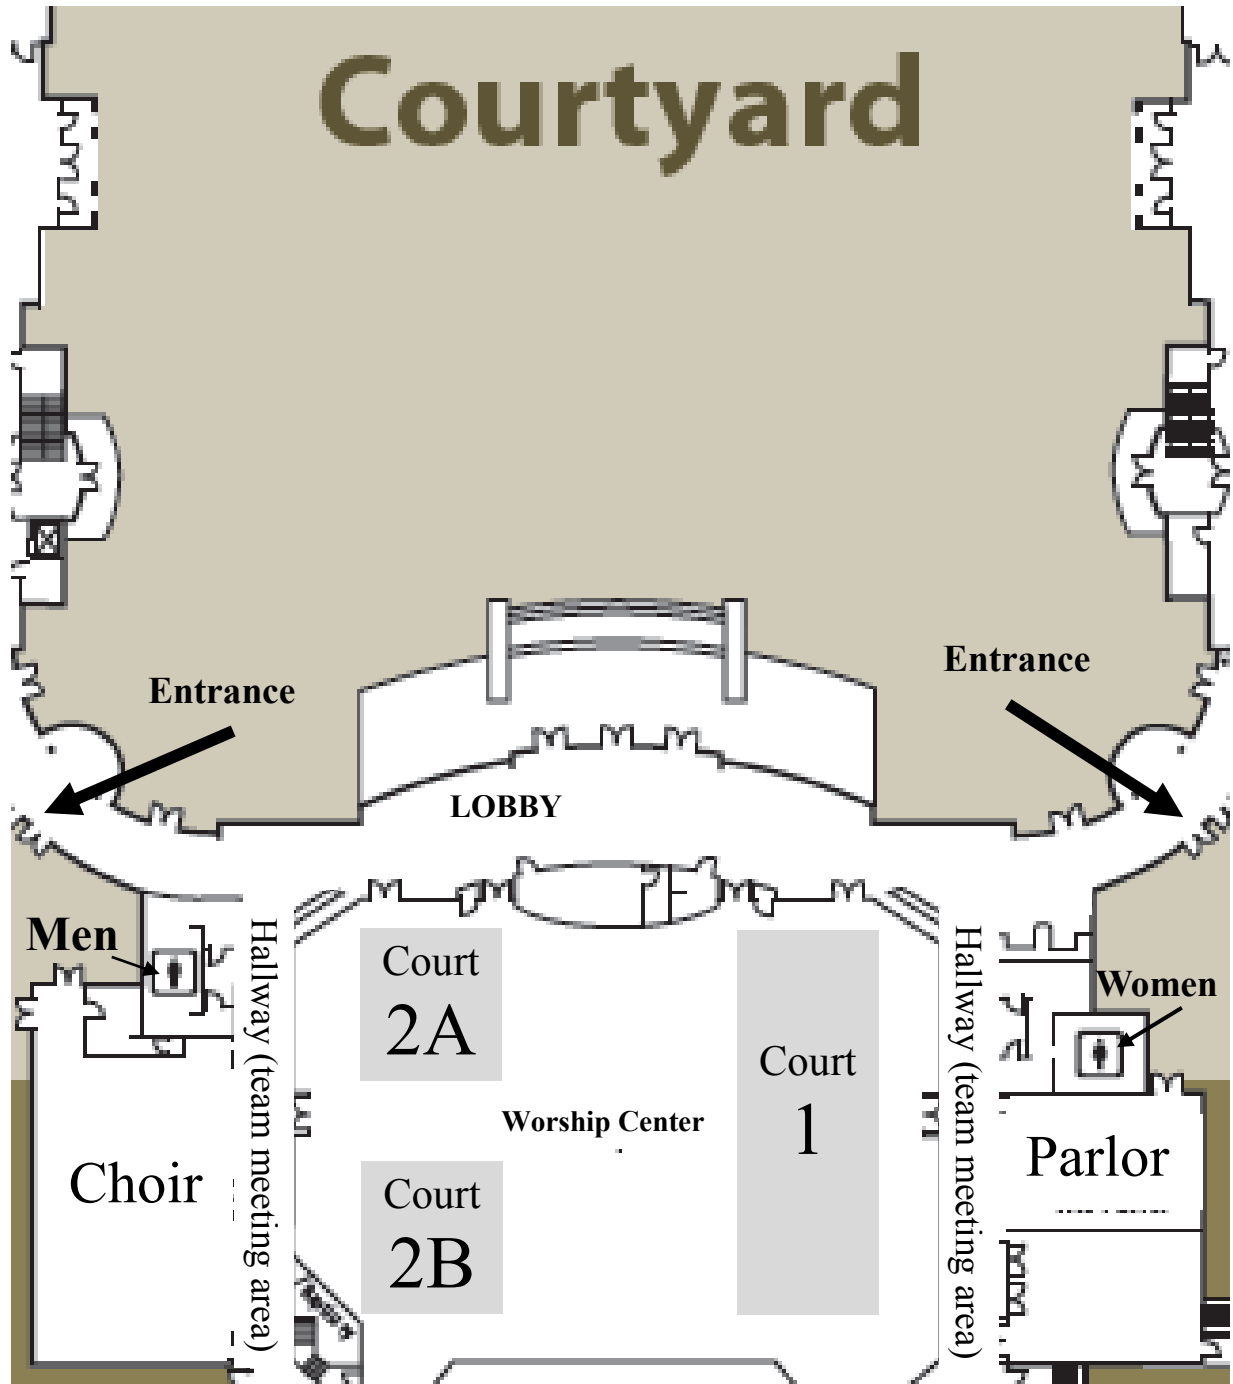 Courtyard
Entrance
Entrance
LOBBY
Men
Hallway (team meeting area)
Court
2A
Court
1
Hallway (team meeting area)
Women
Worship Center
Choir
Court
2B
Parlor